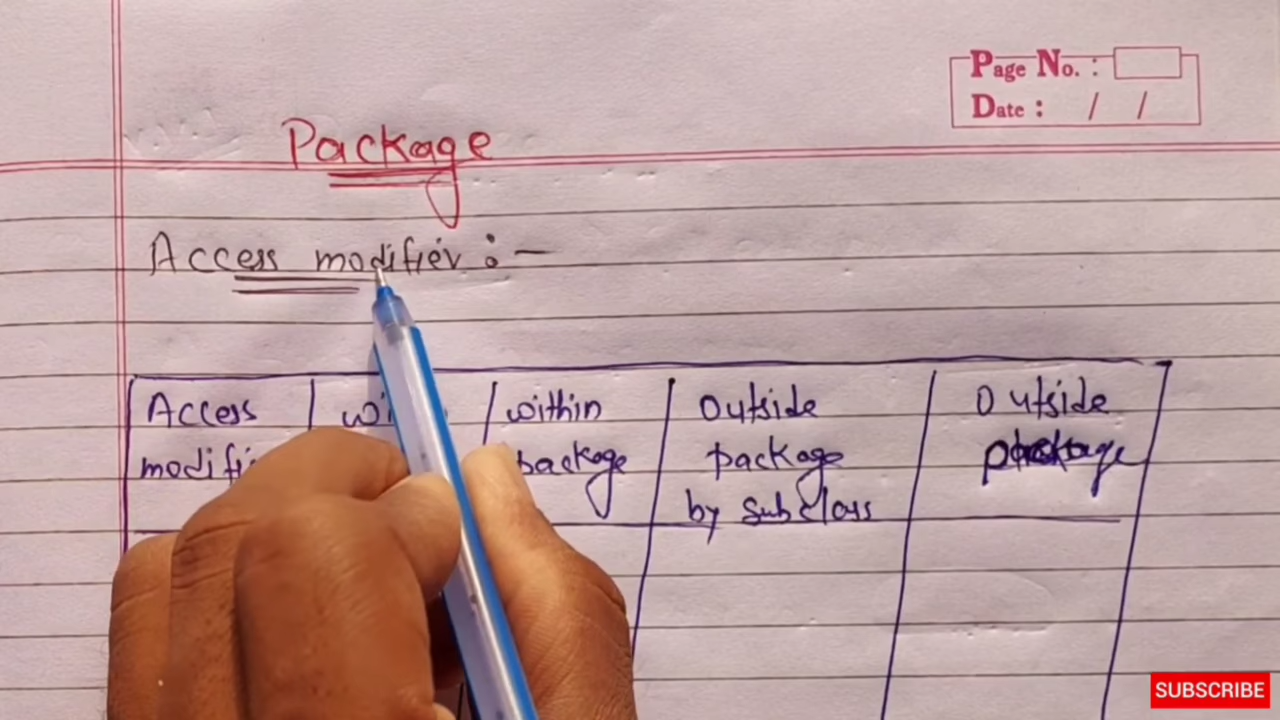 Page No. :
Date : / /
Package
Access modifier :-
Access within Outside Outside
package package package
by subclass
SUBSCRIBE